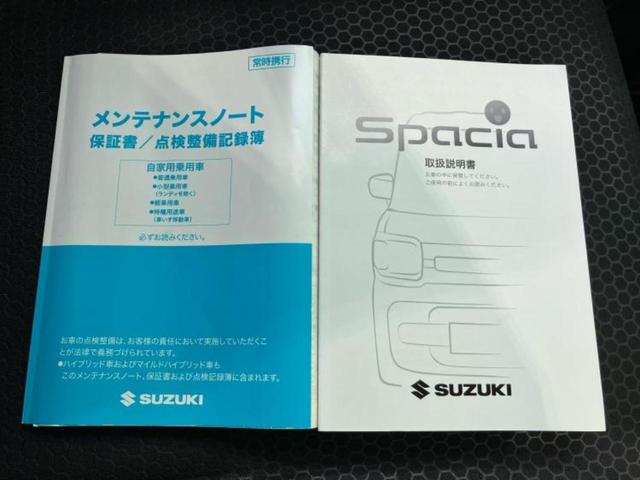 常時携行
メンテナンスノート
保証書/点検整備記録簿
自家用乗用車
●普通乗用車
●小型乗用車
(ランディを除く)
●軽乗用車
●特種用途車
(車いす移動車)
必ずお読みください。
お車の点検整備は、お客様の責任において実施していただくこ
とが法律で義務づけられています。
●ハイブリッド車およびマイルドハイブリッド車も
このメンテナンスノート、保証書および点検記録簿に含まれます。
SUZUKI
Spacia
取扱説明書
お車の中に保管してください。
ご使用の前によくお読みください。
SUZUKI